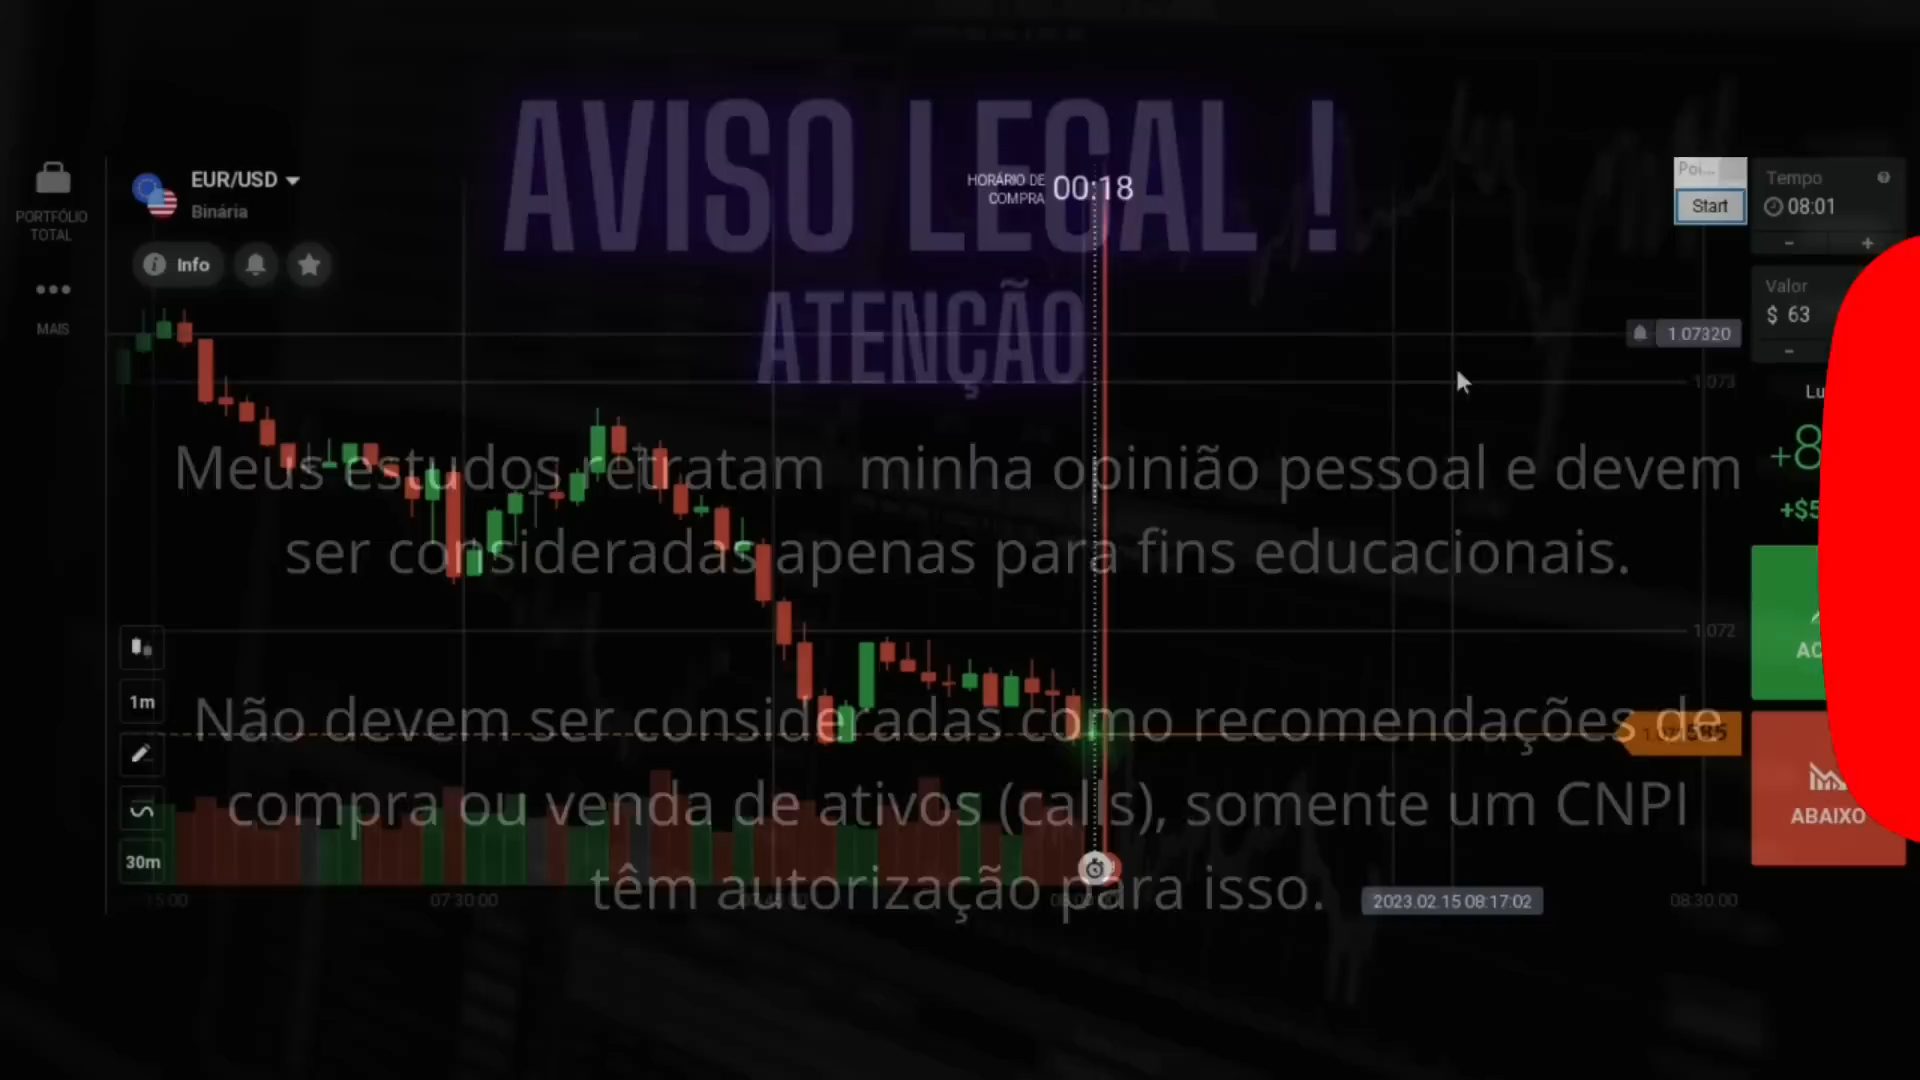 AVISO LEGAL !
EUR/USD
Binária
HORÁRIO DE
COMPRA
00:18
Poi...
Start
Tempo
08:01
PORTFÓLIO
TOTAL
Info
MAIS
ATENÇÃO
Valor
$ 63
1.07320
1.073
Meus estudos retratam minha opinião pessoal e devem
ser consideradas apenas para fins educacionais.
1.072
1m
Não devem ser consideradas como recomendações de
compra ou venda de ativos (calls), somente um CNPI
têm autorização para isso.
ABAIXO
30m
07:30:00
2023.02.15 08:17:02
08:30:00